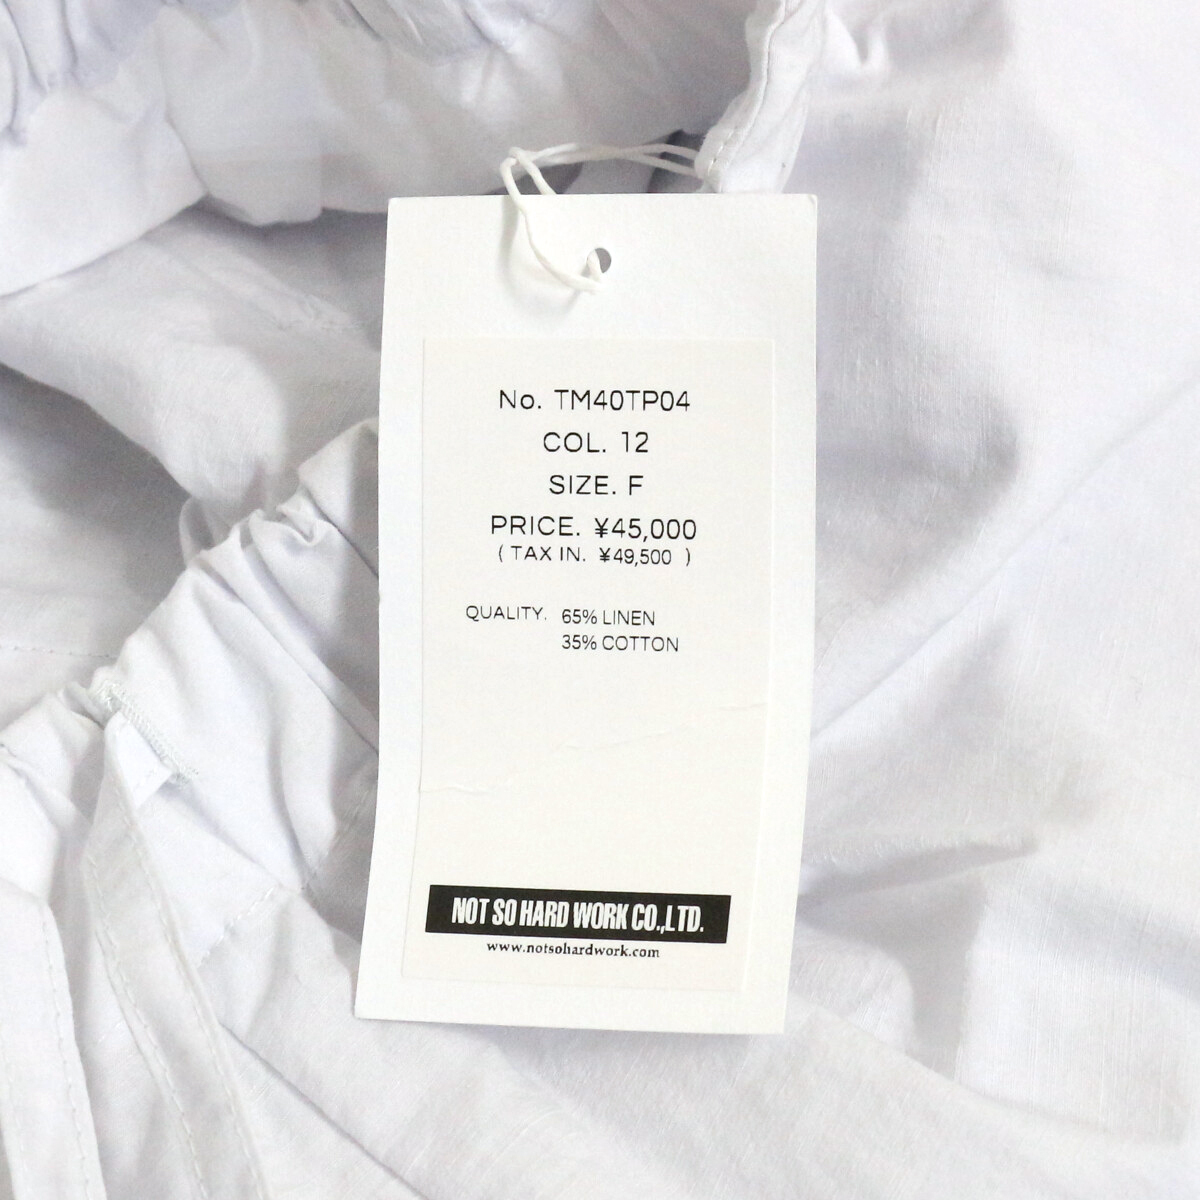 No. TM40TP04
COL. 12
SIZE. F
PRICE. ¥45,000
( TAX IN. ¥49,500 )
QUALITY. 65% LINEN
35% COTTON
NOT SO HARD WORK CO.,LTD.
www.notsohardwork.com